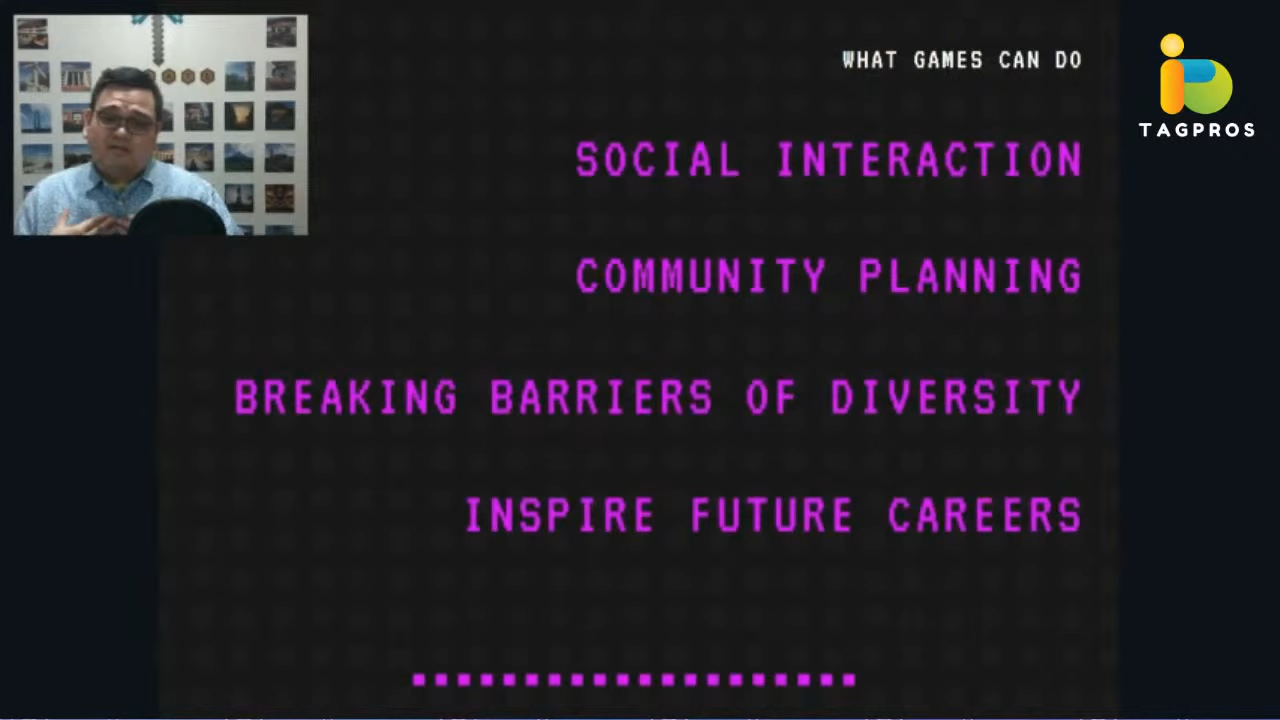 WHAT GAMES CAN DO
TAGPROS
SOCIAL INTERACTION
COMMUNITY PLANNING
BREAKING BARRIERS OF DIVERSITY
INSPIRE FUTURE CAREERS